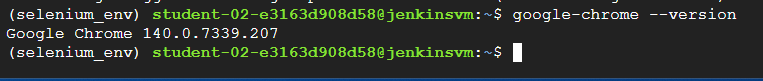 (selenium_env) student-02-e3163d908d58@jenkinsvm:~$ google-chrome --version
Google Chrome 140.0.7339.207
(selenium_env) student-02-e3163d908d58@jenkinsvm:~$